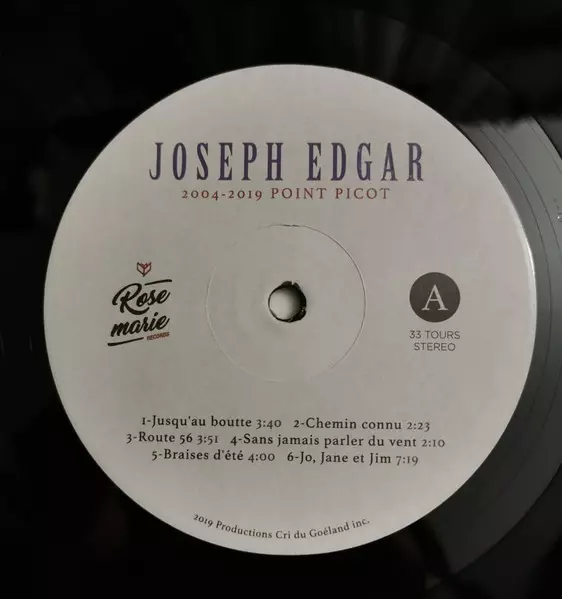 JOSEPH EDGAR
2004-2019 POINT PICOT
Rose
marie
RECORDS
A
33 TOURS
STEREO
1-Jusqu'au boutte 3:40 2-Chemin connu 2:23
3-Route 56 3:51 4-Sans jamais parler du vent 2:10
5-Braises d'été 4:00 6-Jo, Jane et Jim 7:19
2019 Productions Cri du Goéland inc.